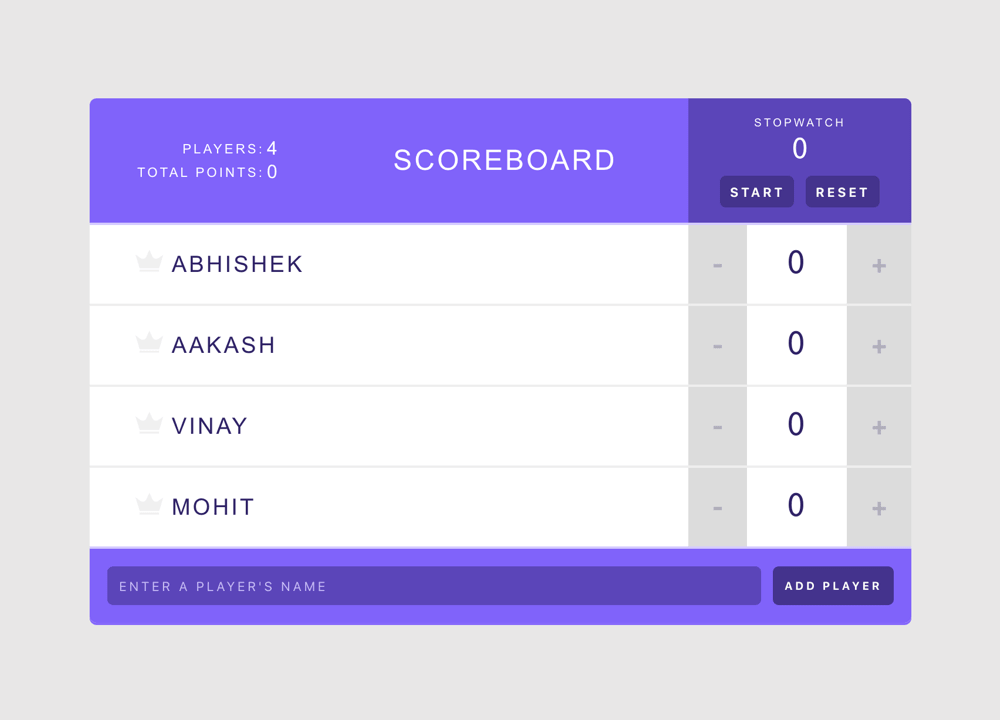 PLAYERS: 4
TOTAL POINTS: 0
SCOREBOARD
STOPWATCH
0
START RESET
ABHISHEK - 0 +
AAKASH - 0 +
VINAY - 0 +
MOHIT - 0 +
ENTER A PLAYER'S NAME ADD PLAYER